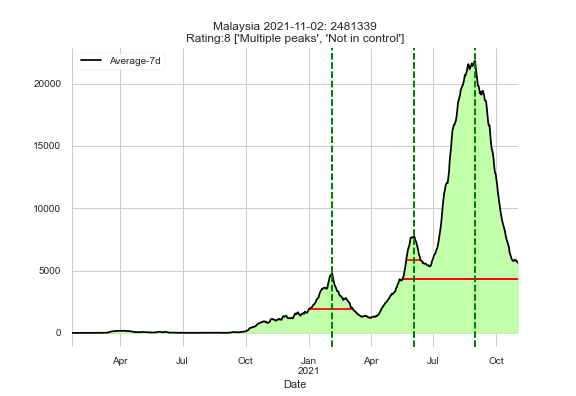 Malaysia 2021-11-02: 2481339
Rating:8 ['Multiple peaks', 'Not in control']
Average-7d
20000
15000
10000
5000
0
Apr
Jul
Oct
Jan
2021
Apr
Jul
Oct
Date